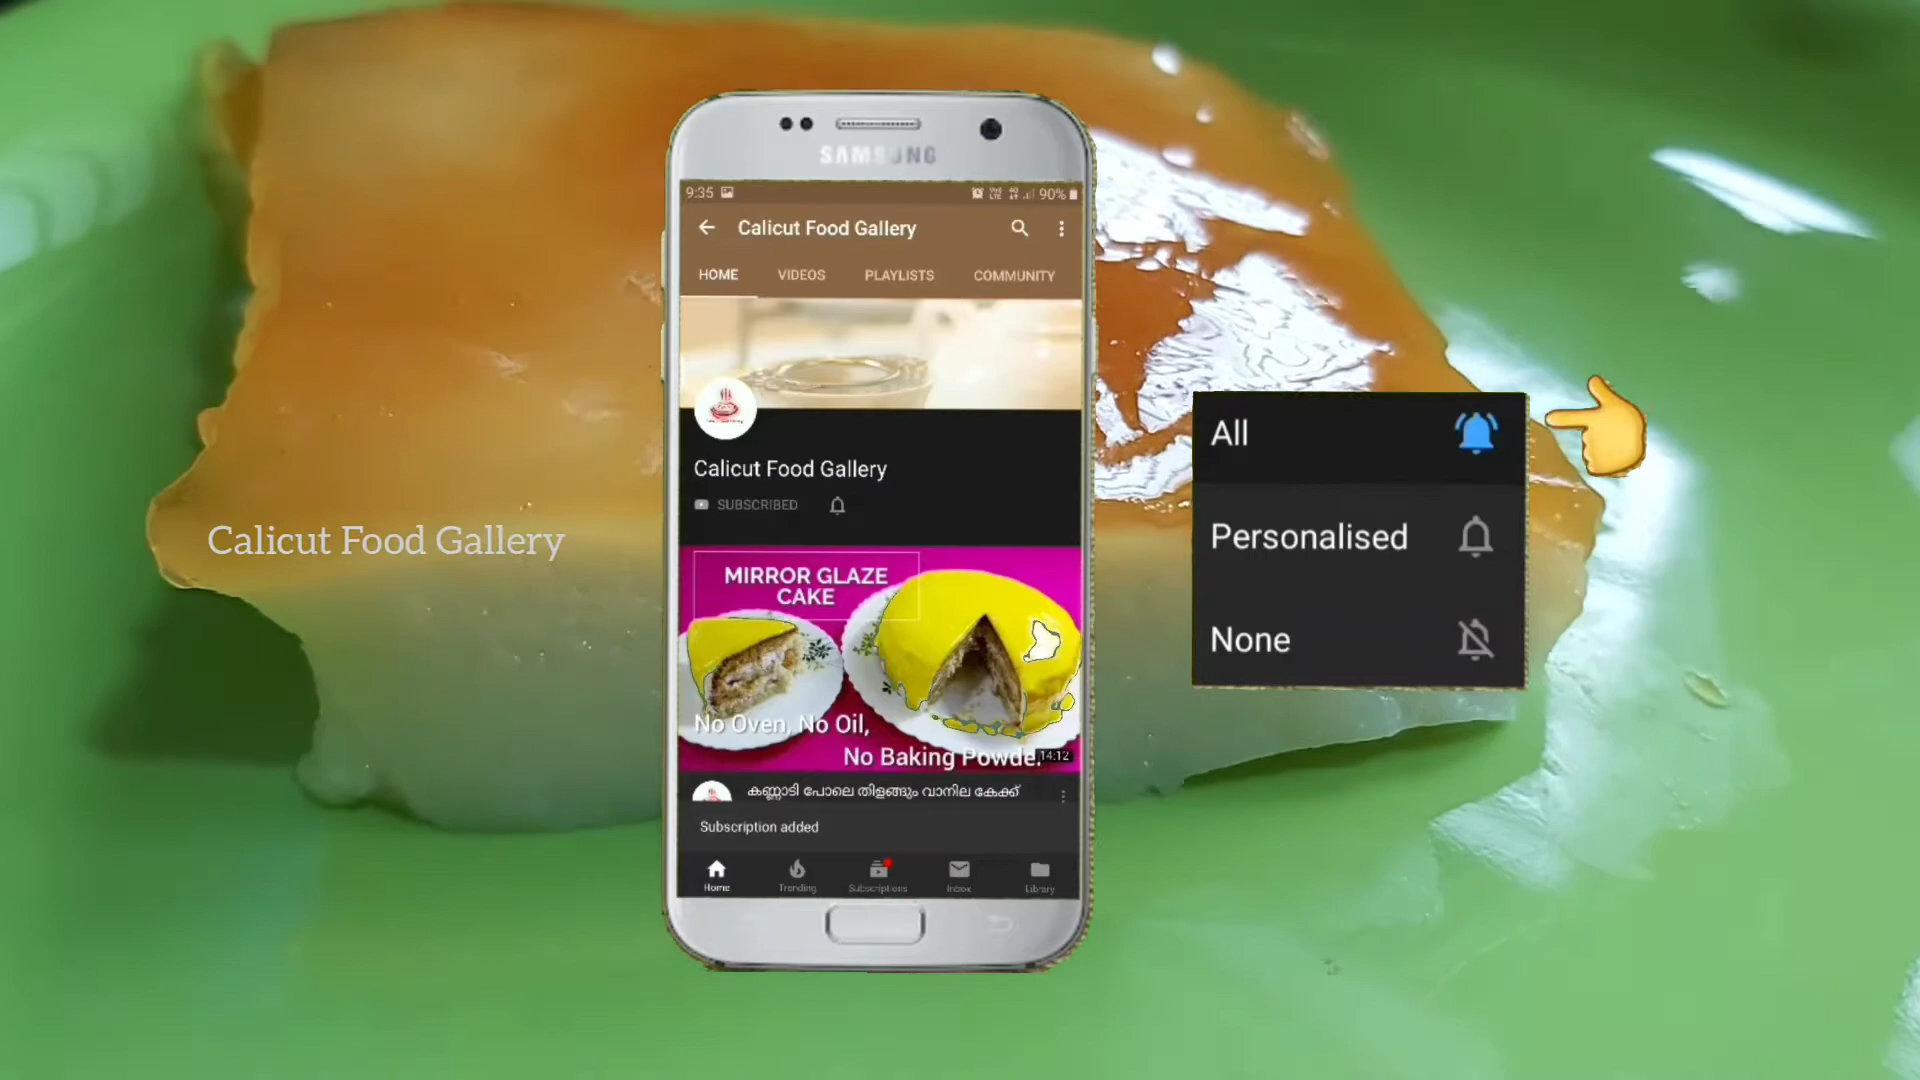 SAMSUNG
9:35
90%
Calicut Food Gallery
HOME VIDEOS PLAYLISTS COMMUNITY
Calicut Food Gallery
SUBSCRIBED
MIRROR GLAZE
CAKE
No Oven, No Oil,
No Baking Powde
14:12
കണ്ണാടി പോലെ തിളങ്ങും വാനില കേക്ക്
Subscription added
Home Trending Subscriptions Inbox Library
Calicut Food Gallery
All
Personalised
None